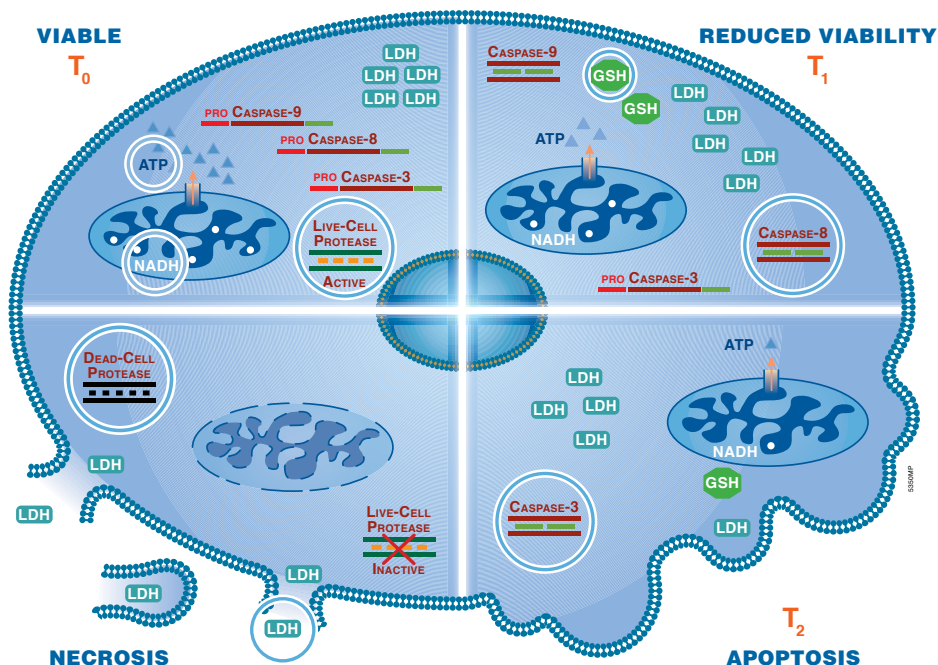 VIABLE
T0
LDH
LDH LDH
LDH LDH
PRO CASPASE-9
PRO CASPASE-8
ATP
PRO CASPASE-3
LIVE-CELL
PROTEASE
ACTIVE
NADH
REDUCED VIABILITY
T1
CASPASE-9
GSH
GSH
LDH
LDH
LDH
LDH
LDH
ATP
NADH
CASPASE-8
PRO CASPASE-3
DEAD-CELL
PROTEASE
LDH
LDH
LIVE-CELL
PROTEASE
INACTIVE
LDH
LDH
LDH
NECROSIS
ATP
LDH
LDH LDH
LDH
NADH
GSH
CASPASE-3
LDH
5350MP
T2
APOPTOSIS